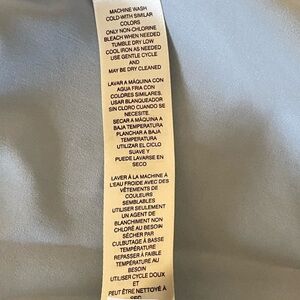 MACHINE WASH
COLD WITH SIMILAR
COLORS
ONLY NON-CHLORINE
BLEACH WHEN NEEDED
TUMBLE DRY LOW
COOL IRON AS NEEDED
USE GENTLE CYCLE
AND
MAY BE DRY CLEANED
LAVAR A MÁQUINA CON
AGUA FRIA CON
COLORES SIMILARES.
USAR BLANQUEADOR
SIN CLORO CUANDO SE
NECESITE.
SECAR A MÁQUINA A
BAJA TEMPERATURA
PLANCHAR A BAJA
TEMPERATURA
UTILIZAR EL CICLO
SUAVE Y
PUEDE LAVARSE EN
SECO
LAVER À LA MACHINE À
L'EAU FROIDE AVEC DES
VÊTEMENTS DE
COULEURS
SEMBLABLES
UTILISER SEULEMENT
UN AGENT DE
BLANCHIMENT NON
CHLORÉ AU BESOIN
SÉCHER PAR
CULBUTAGE À BASSE
TEMPÉRATURE
REPASSER À FAIBLE
TEMPÉRATURE AU
BESOIN
UTILISER CYCLE DOUX
ET
PEUT ÊTRE NETTOYÉ À
SEC